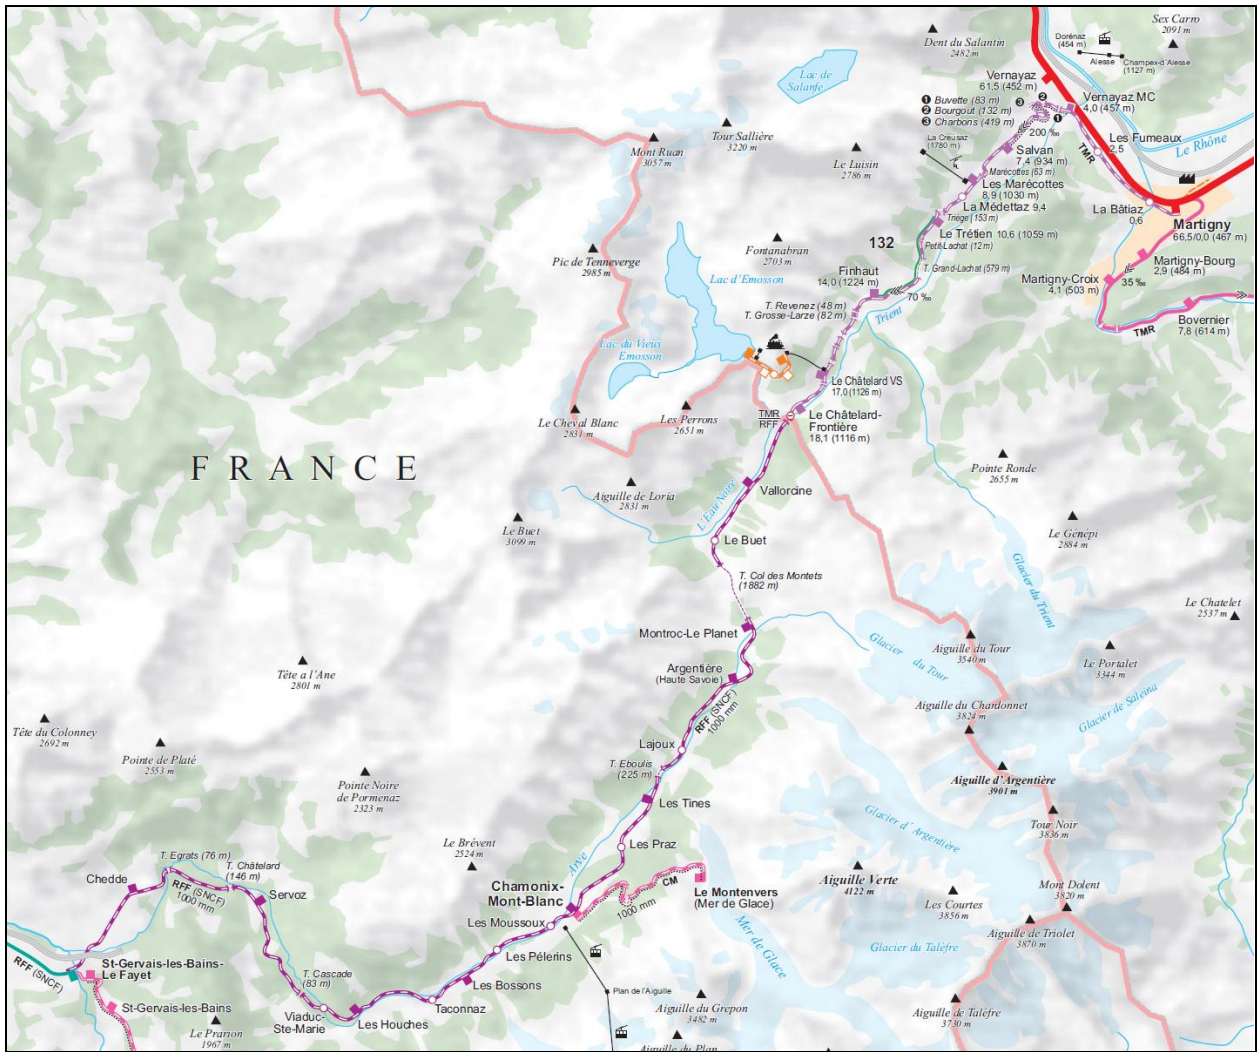 Sex Carro
2091 m
Dent du Salantin
2482 m
Dorénaz
(454 m)
Alesse
Champex-d'Alesse
(1127 m)
Lac de
Salanfe
Vernayaz
61,5 (452 m)
❶ Buvette (83 m)
❷ Bourgout (132 m)
❸ Charbons (419 m)
❸
❷
❶
Vernayaz MC
4,0 (457 m)
200 ‰
La Creusaz
(1780 m)
Les Fumeaux
2,5
Le Rhône
TMR
Mont Ruan
3057 m
Tour Sallière
3220 m
Le Luisin
2786 m
Salvan
7,4 (934 m)
Marécottes (63 m)
Les Marécottes
8,9 (1030 m)
La Médettaz 9,4
Triège (153 m)
Le Trétien 10,6 (1059 m)
Petit-Lachat (12 m)
T. Grand-Lachat (579 m)
La Bâtiaz
0,6
Martigny
66,5/0,0 (467 m)
Martigny-Bourg
2,9 (484 m)
Martigny-Croix
4,1 (503 m)
35 ‰
Bovernier
7,8 (614 m)
TMR
132
Fontanabran
2703 m
Pic de Tenneverge
2985 m
Lac d'Emosson
Finhaut
14,0 (1224 m)
70 ‰
Trient
T. Revenez (48 m)
T. Grosse-Larze (82 m)
Lac du Vieux
Emosson
Le Châtelard VS
17,0 (1126 m)
Le Châtelard-
Frontière
18,1 (1116 m)
TMR
RFF
Le Cheval Blanc
2831 m
Les Perrons
2651 m
FRANCE
Aiguille de Loria
2831 m
L'Eau Noire
Vallorcine
Pointe Ronde
2655 m
Le Buet
3099 m
Le Buet
Le Génépi
2884 m
T. Col des Montets
(1882 m)
Glacier du Trient
Le Chatelet
2537 m
Montroc-Le Planet
Glacier
du Tour
Aiguille du Tour
3540 m
Le Portalet
3344 m
Tête a l'Ane
2801 m
Argentière
(Haute Savoie)
RFF (SNCF)
1000 mm
Aiguille du Chardonnet
3824 m
Glacier de Saleina
Tête du Colonney
2692 m
Pointe de Platé
2553 m
Lajoux
T. Eboulis
(225 m)
Aiguille d'Argentière
3901 m
Pointe Noire
de Pormenaz
2323 m
Les Tines
Glacier d'Argentière
Tour Noir
3836 m
Le Brévent
2524 m
Les Praz
Arve
T. Egrats (76 m)
T. Châtelard
(146 m)
Chedde
RFF (SNCF)
1000 mm
Servoz
Chamonix-
Mont-Blanc
CM
1000 mm
Le Montenvers
(Mer de Glace)
Aiguille Verte
4122 m
Les Courtes
3856 m
Mont Dolent
3820 m
Les Moussoux
Aiguille de Triolet
3870 m
Mer de Glace
Glacier du Talèfre
Les Pélerins
St-Gervais-les-Bains-
Le Fayet
RFF (SNCF)
T. Cascade
(83 m)
Les Bossons
Plan de l'Aiguille
St-Gervais-les-Bains
Viaduc-
Ste-Marie
Taconnaz
Les Houches
Aiguille du Grepon
3482 m
Aiguille de Talèfre
3730 m
Le Prarion
1967 m
Aiguille du Plan